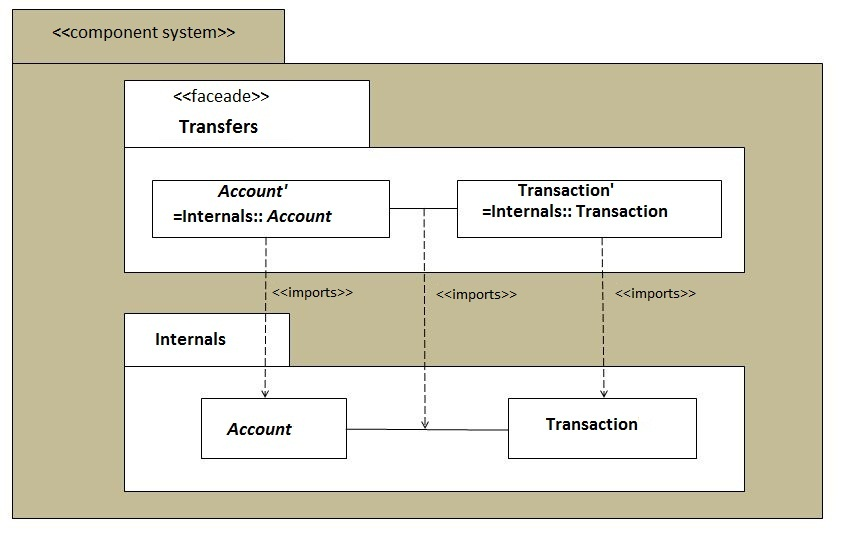 <<component system>>
<<faceade>>
Transfers
Account'
=Internals:: Account
Transaction'
=Internals:: Transaction
<<imports>>
<<imports>>
<<imports>>
Internals
Account
Transaction